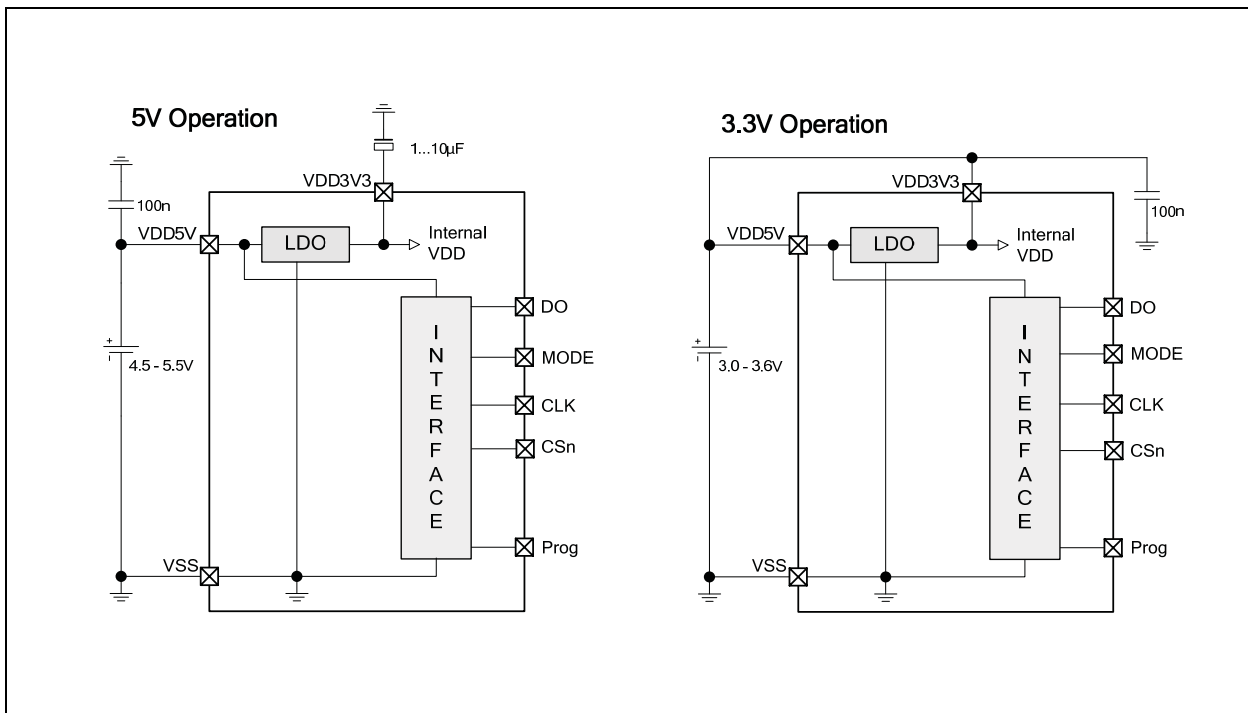 5V Operation
1...10µF
VDD3V3
100n
VDD5V
LDO
Internal
VDD
DO
I
N
T
E
R
F
A
C
E
MODE
+
-
4.5 - 5.5V
CLK
CSn
Prog
VSS
3.3V Operation
VDD3V3
100n
VDD5V
LDO
Internal
VDD
DO
I
N
T
E
R
F
A
C
E
MODE
+
-
3.0 - 3.6V
CLK
CSn
Prog
VSS